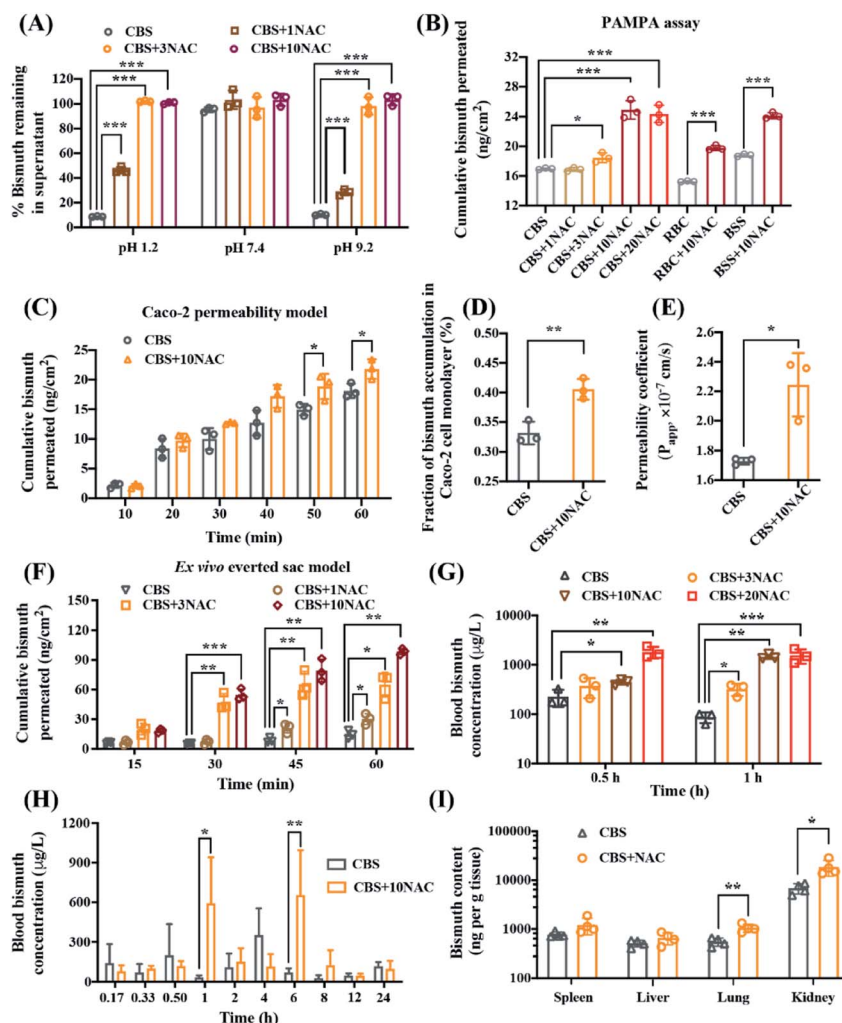 (A)
CBS
CBS+1NAC
CBS+3NAC
CBS+10NAC
% Bismuth remaining
in supernatant
120
100
80
60
40
20
0
***
***
***
***
***
***
pH 1.2
pH 7.4
pH 9.2
(B)
PAMPA assay
Cumulative bismuth permeated
(ng/cm²)
28
24
20
16
12
***
***
*
***
***
CBS
CBS+1NAC
CBS+3NAC
CBS+10NAC
CBS+20NAC
RBC
RBC+10NAC
BSS
BSS+10NAC
(C)
Caco-2 permeability model
CBS
CBS+10NAC
Cumulative bismuth
permeated (ng/cm²)
25
20
15
10
5
0
*
*
10
20
30
40
50
60
Time (min)
(D)
Fraction of bismuth accumulation in
Caco-2 cell monolayer (%)
0.50
0.45
0.40
0.35
0.30
0.25
**
CBS
CBS+10NAC
(E)
Permeability coefficient
(Papp, ×10⁻⁷ cm/s)
2.6
2.4
2.2
2.0
1.8
1.6
*
CBS
CBS+10NAC
(F)
Ex vivo everted sac model
CBS
CBS+1NAC
CBS+3NAC
CBS+10NAC
Cumulative bismuth
permeated (ng/cm²)
150
120
90
60
30
0
***
**
**
**
*
**
*
*
15
30
45
60
Time (min)
(G)
CBS
CBS+3NAC
CBS+10NAC
CBS+20NAC
Blood bismuth
concentration (μg/L)
10000
1000
100
10
**
*
***
**
*
0.5 h
1 h
Time (h)
(H)
Blood bismuth
concentration (μg/L)
1200
900
600
300
0
*
**
CBS
CBS+10NAC
0.17
0.33
0.50
1
2
4
6
8
12
24
Time (h)
(I)
CBS
CBS+NAC
Bismuth content
(ng per g tissue)
100000
10000
1000
100
**
*
Spleen
Liver
Lung
Kidney